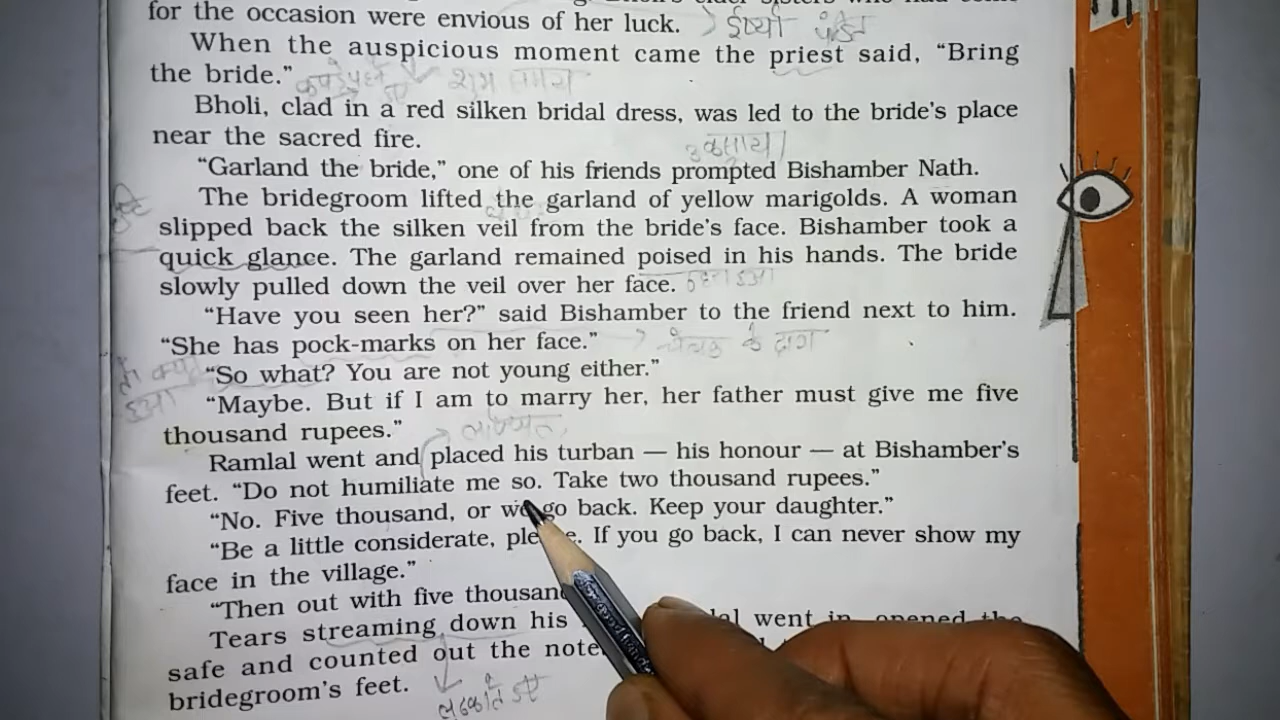 for the occasion were envious of her luck. ईर्ष्या पंडित
When the auspicious moment came the priest said, “Bring
the bride.” शुभ समय
Bholi, clad in a red silken bridal dress, was led to the bride’s place
near the sacred fire.
उकसाया
“Garland the bride,” one of his friends prompted Bishamber Nath.
The bridegroom lifted the garland of yellow marigolds. A woman
slipped back the silken veil from the bride’s face. Bishamber took a
quick glance. The garland remained poised in his hands. The bride
slowly pulled down the veil over her face.
“Have you seen her?” said Bishamber to the friend next to him.
“She has pock-marks on her face.” चेचक के दाग
“So what? You are not young either.”
“Maybe. But if I am to marry her, her father must give me five
thousand rupees.”
Ramlal went and placed his turban — his honour — at Bishamber’s
feet. “Do not humiliate me so. Take two thousand rupees.”
“No. Five thousand, or we go back. Keep your daughter.”
“Be a little considerate, please. If you go back, I can never show my
face in the village.”
“Then out with five thousand
Tears streaming down his went in, opened the
safe and counted out the note
bridegroom’s feet.